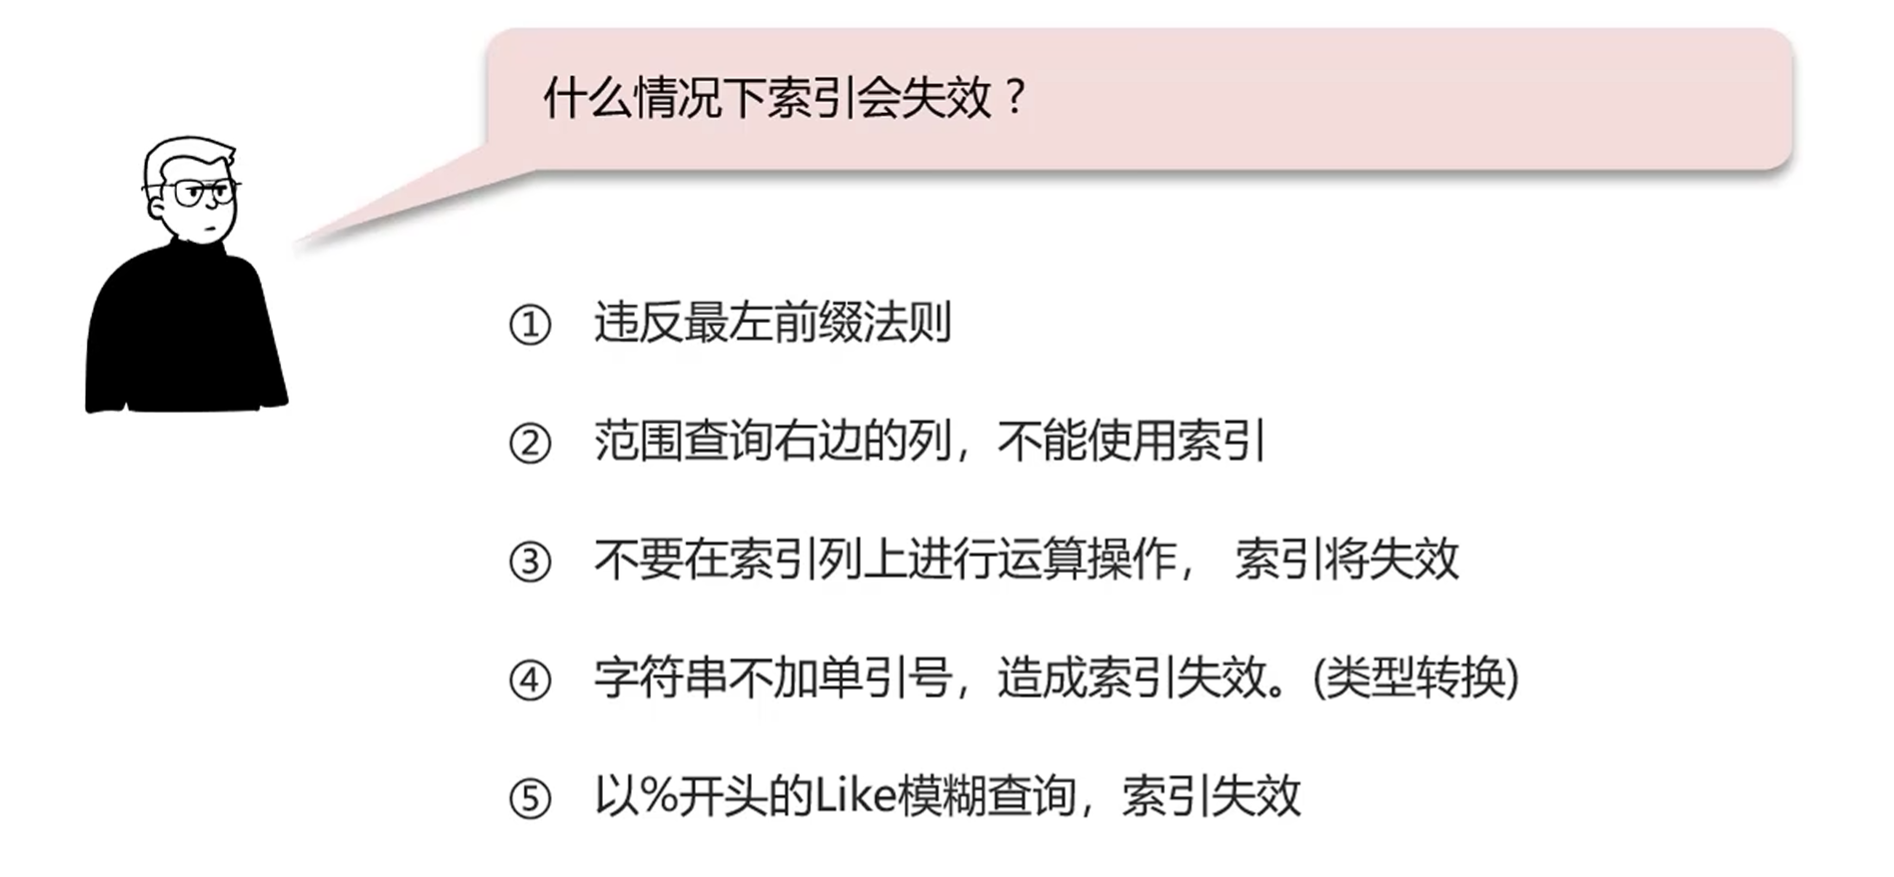 什么情况下索引会失效？
① 违反最左前缀法则
② 范围查询右边的列，不能使用索引
③ 不要在索引列上进行运算操作， 索引将失效
④ 字符串不加单引号，造成索引失效。(类型转换)
⑤ 以%开头的Like模糊查询，索引失效